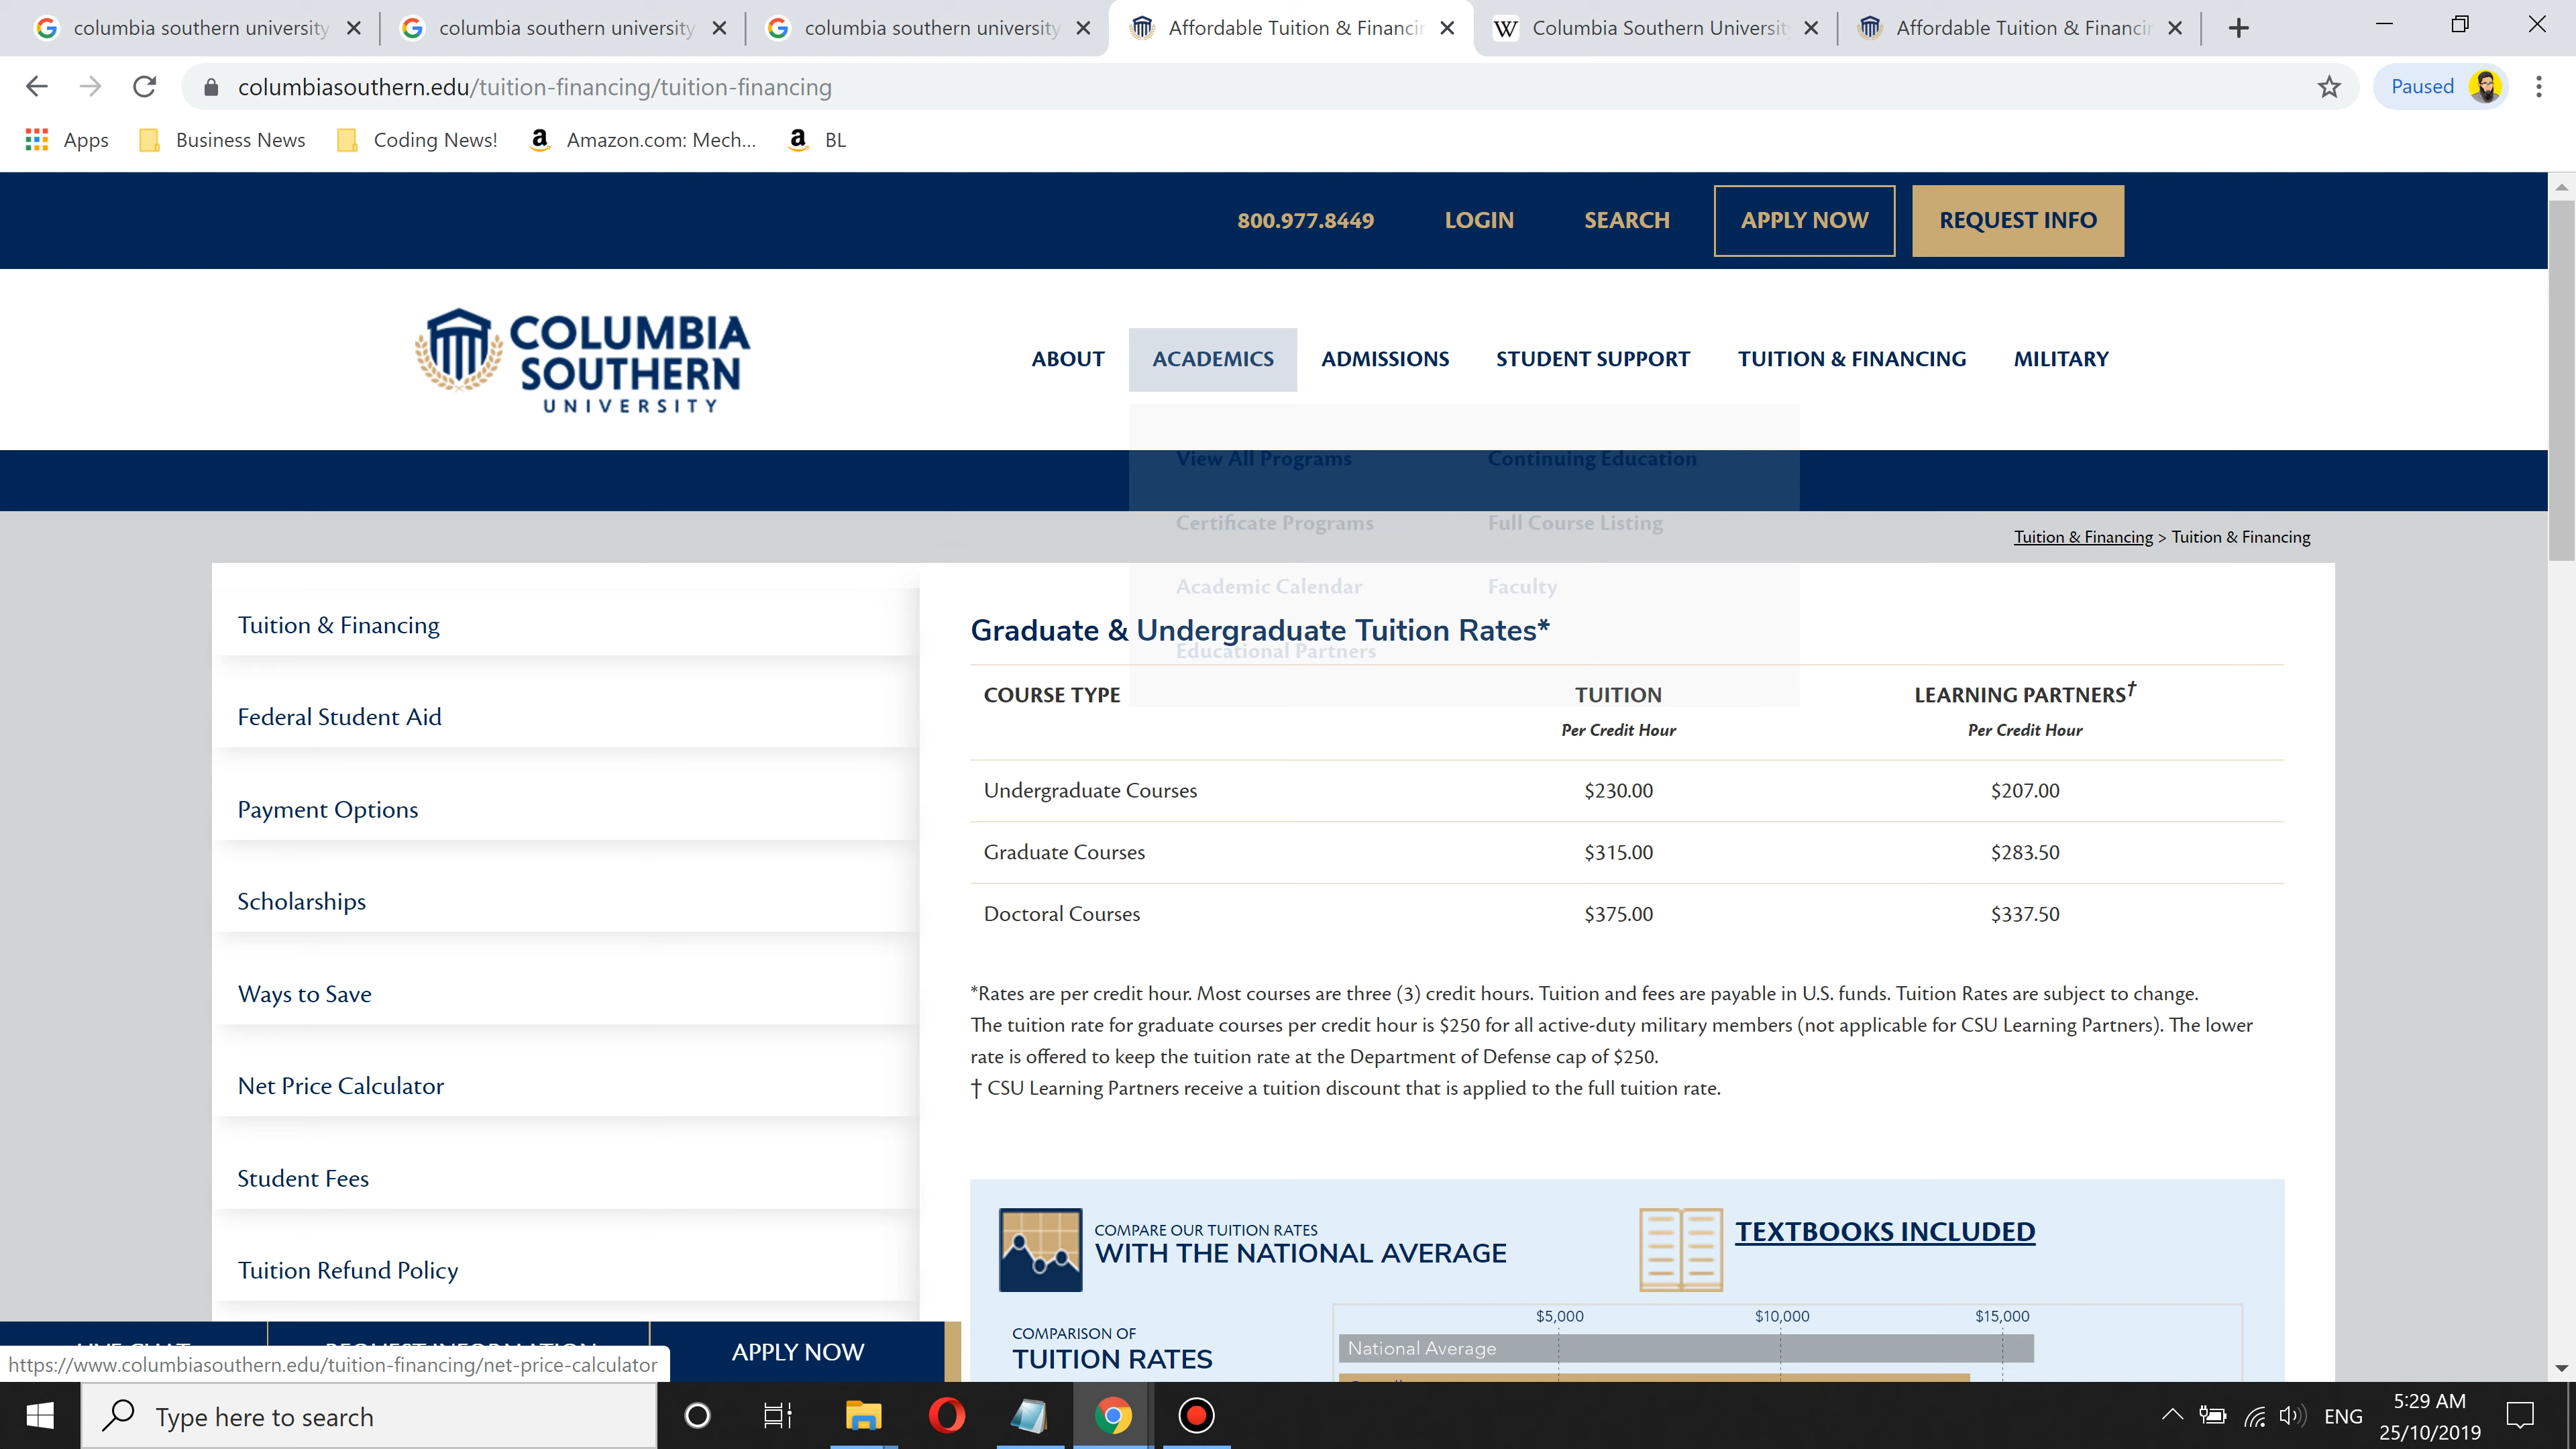 columbia southern university
columbia southern university
columbia southern university
Affordable Tuition & Financin
Columbia Southern Universit
Affordable Tuition & Financin
columbiasouthern.edu/tuition-financing/tuition-financing
Paused
Apps
Business News
Coding News!
Amazon.com: Mech...
BL
800.977.8449
LOGIN
SEARCH
APPLY NOW
REQUEST INFO
COLUMBIA
SOUTHERN
UNIVERSITY
ABOUT
ACADEMICS
ADMISSIONS
STUDENT SUPPORT
TUITION & FINANCING
MILITARY
View All Programs
Continuing Education
Certificate Programs
Full Course Listing
Academic Calendar
Faculty
Educational Partners
Tuition & Financing > Tuition & Financing
Tuition & Financing
Federal Student Aid
Payment Options
Scholarships
Ways to Save
Net Price Calculator
Student Fees
Tuition Refund Policy
Graduate & Undergraduate Tuition Rates*
COURSE TYPE TUITION LEARNING PARTNERS†
Per Credit Hour Per Credit Hour
Undergraduate Courses $230.00 $207.00
Graduate Courses $315.00 $283.50
Doctoral Courses $375.00 $337.50
*Rates are per credit hour. Most courses are three (3) credit hours. Tuition and fees are payable in U.S. funds. Tuition Rates are subject to change.
The tuition rate for graduate courses per credit hour is $250 for all active-duty military members (not applicable for CSU Learning Partners). The lower
rate is offered to keep the tuition rate at the Department of Defense cap of $250.
† CSU Learning Partners receive a tuition discount that is applied to the full tuition rate.
COMPARE OUR TUITION RATES
WITH THE NATIONAL AVERAGE
TEXTBOOKS INCLUDED
COMPARISON OF
TUITION RATES
$5,000 $10,000 $15,000
National Average
APPLY NOW
https://www.columbiasouthern.edu/tuition-financing/net-price-calculator
Type here to search
ENG
5:29 AM
25/10/2019